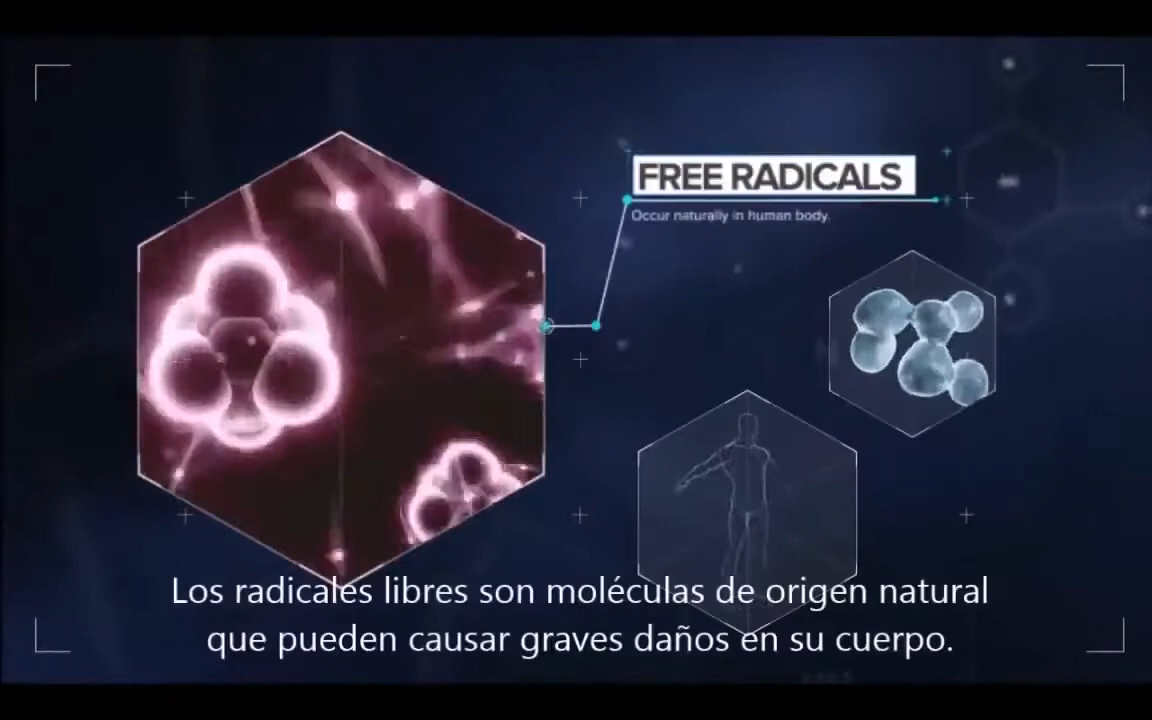 FREE RADICALS
Occur naturally in human body.
Los radicales libres son moléculas de origen natural
que pueden causar graves daños en su cuerpo.